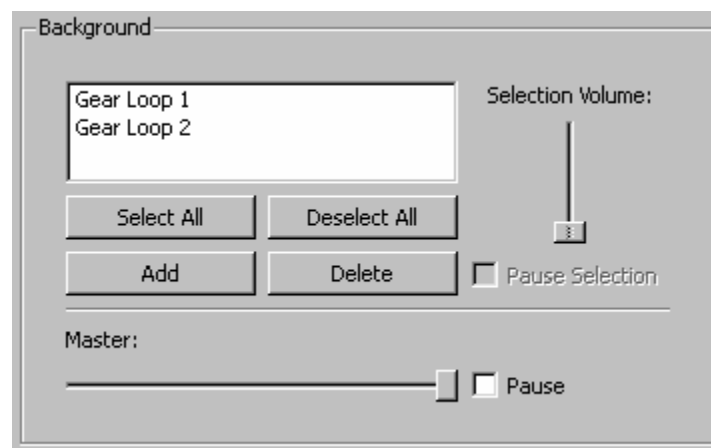 Background
Gear Loop 1
Gear Loop 2
Selection Volume:
Select All
Deselect All
Add
Delete
Pause Selection
Master:
Pause